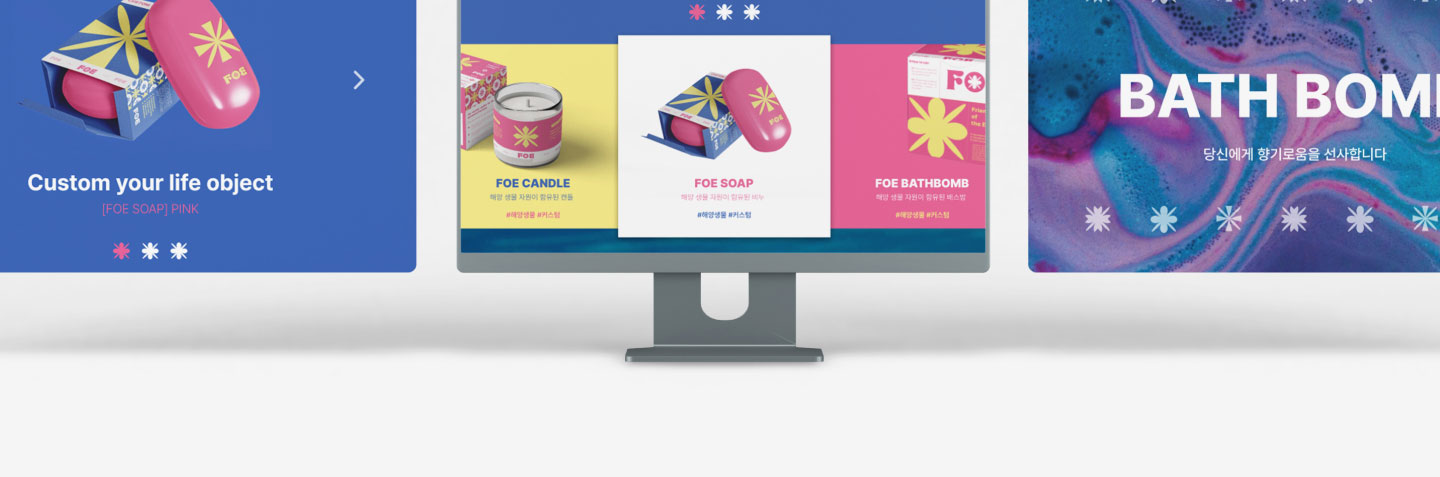 FOE
Custom your life object
[FOE SOAP] PINK
FOE
FOE CANDLE
해양 생물 자원이 함유된 캔들
#해양생물 #커스텀
FOE
FOE SOAP
해양 생물 자원이 함유된 비누
#해양생물 #커스텀
FO
FOE BATHBOMB
해양 생물 자원이 함유된 배스밤
#해양생물 #커스텀
BATH BOM
당신에게 향기로움을 선사합니다